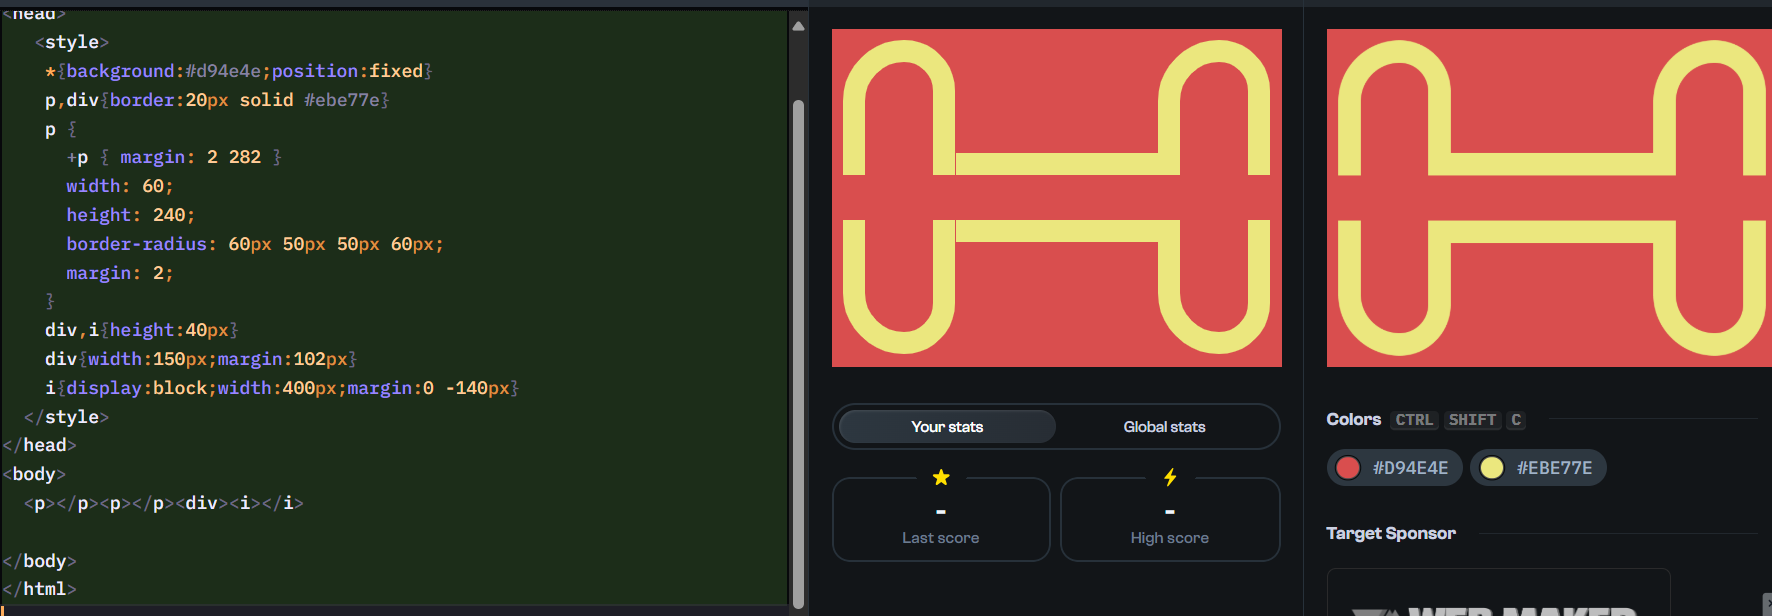 <head>
<style>
*{background:#d94e4e;position:fixed}
p,div{border:20px solid #ebe77e}
p {
+p { margin: 2 282 }
width: 60;
height: 240;
border-radius: 60px 50px 50px 60px;
margin: 2;
}
div,i{height:40px}
div{width:150px;margin:102px}
i{display:block;width:400px;margin:0 -140px}
</style>
</head>
<body>
<p></p><p></p><div><i></i>
</body>
</html>
Your stats
Global stats
-
Last score
-
High score
Colors CTRL SHIFT C
#D94E4E #EBE77E
Target Sponsor
WEB MAKER